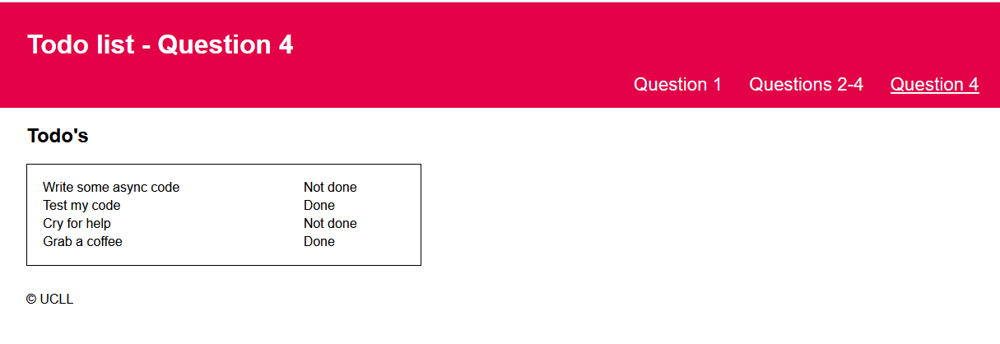 Todo list - Question 4
Question 1 Questions 2-4 Question 4
Todo's
Write some async code Not done
Test my code Done
Cry for help Not done
Grab a coffee Done
© UCLL